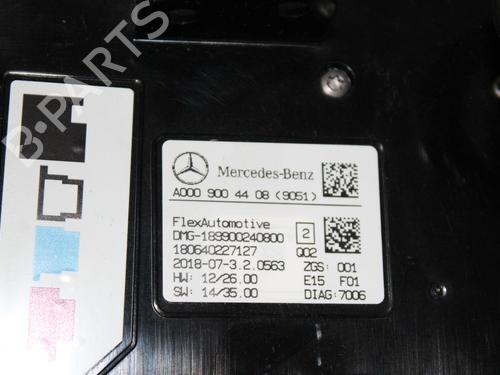 B-PARTS
Mercedes-Benz
A000 900 44 08 (9051)
FlexAutomotive
DMG-189900240800 2
180640227127 Q02
2018-07-3.2.0563 ZGS: 001
HW: 12/26.00 E15 F01
SW: 14/35.00 DIAG:7006